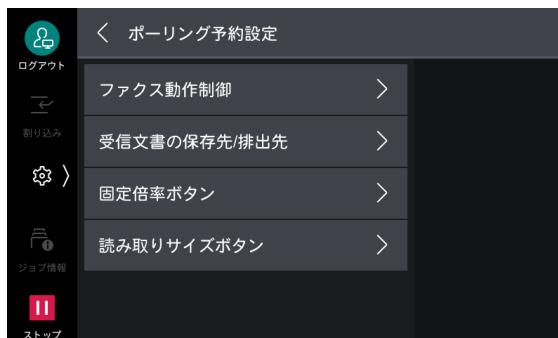 ポーリング予約設定
ログアウト
ファクス動作制御
割り込み
受信文書の保存先/排出先
固定倍率ボタン
読み取りサイズボタン
ジョブ情報
ストップ